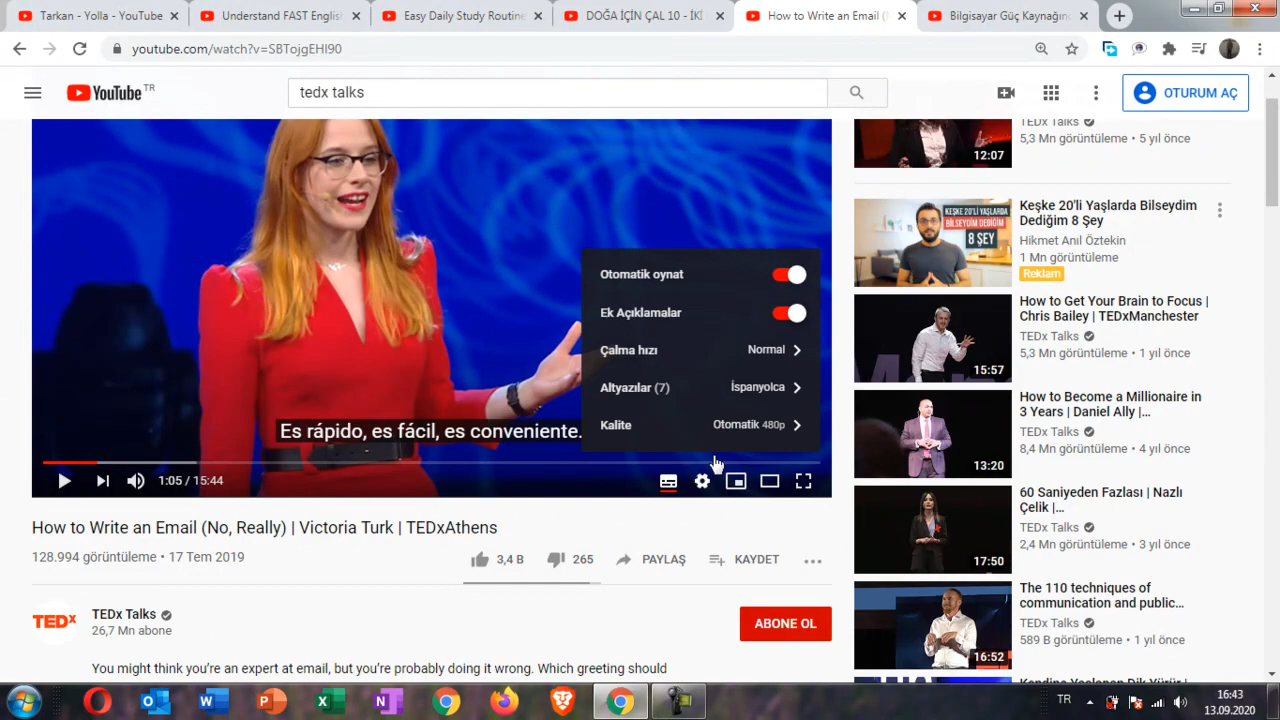 Tarkan - Yolla - YouTube
Understand FAST English
Easy Daily Study Routin
DOĞA İÇİN ÇAL 10 - İKİ
How to Write an Email (
Bilgisayar Güç Kaynağın
youtube.com/watch?v=SBTojgEHI90
YouTube TR
tedx talks
OTURUM AÇ
Es rápido, es fácil, es conveniente.
Otomatik oynat
Ek Açıklamalar
Çalma hızı Normal
Altyazılar (7) İspanyolca
Kalite Otomatik 480p
1:05 / 15:44
How to Write an Email (No, Really) | Victoria Turk | TEDxAthens
128.994 görüntüleme • 17 Tem 2019
3,4 B 265 PAYLAŞ KAYDET
TEDx
TEDx Talks
26,7 Mn abone
ABONE OL
You might think you're an expert at email, but you're probably doing it wrong. Which greeting should
TEDx Talks
5,3 Mn görüntüleme • 5 yıl önce
12:07
KEŞKE 20'Lİ YAŞLARDA
BİLSEYDİM DEDİĞİM
8 ŞEY
Keşke 20'li Yaşlarda Bilseydim
Dediğim 8 Şey
Hikmet Anıl Öztekin
1 Mn görüntüleme
Reklam
How to Get Your Brain to Focus |
Chris Bailey | TEDxManchester
TEDx Talks
5,3 Mn görüntüleme • 1 yıl önce
15:57
How to Become a Millionaire in
3 Years | Daniel Ally |...
TEDx Talks
8,4 Mn görüntüleme • 4 yıl önce
13:20
60 Saniyeden Fazlası | Nazlı
Çelik |...
TEDx Talks
2,4 Mn görüntüleme • 3 yıl önce
17:50
The 110 techniques of
communication and public...
TEDx Talks
589 B görüntüleme • 1 yıl önce
16:52
Kendine Yaslanan Dik Yürür |
TR
16:43
13.09.2020